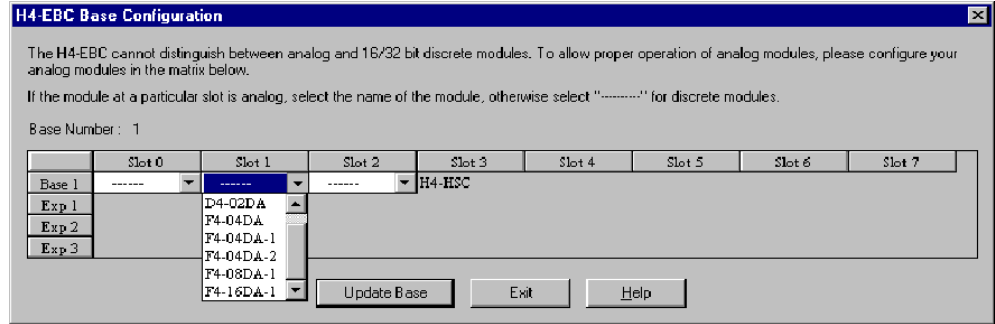 H4-EBC Base Configuration
The H4-EBC cannot distinguish between analog and 16/32 bit discrete modules. To allow proper operation of analog modules, please configure your
analog modules in the matrix below.
If the module at a particular slot is analog, select the name of the module, otherwise select "----------" for discrete modules.
Base Number : 1
Slot 0 Slot 1 Slot 2 Slot 3 Slot 4 Slot 5 Slot 6 Slot 7
Base 1 ------ ------ ------ H4-HSC
Exp 1
Exp 2
Exp 3
D4-02DA
F4-04DA
F4-04DA-1
F4-04DA-2
F4-08DA-1
F4-16DA-1
Update Base Exit Help